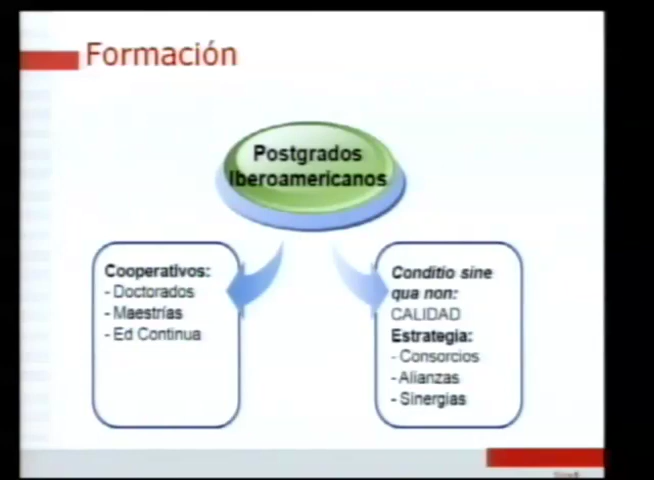 Formación
Postgrados
Iberoamericanos
Cooperativos:
- Doctorados
- Maestrías
- Ed Continua
Conditio sine
qua non:
CALIDAD
Estrategia:
- Consorcios
- Alianzas
- Sinergias